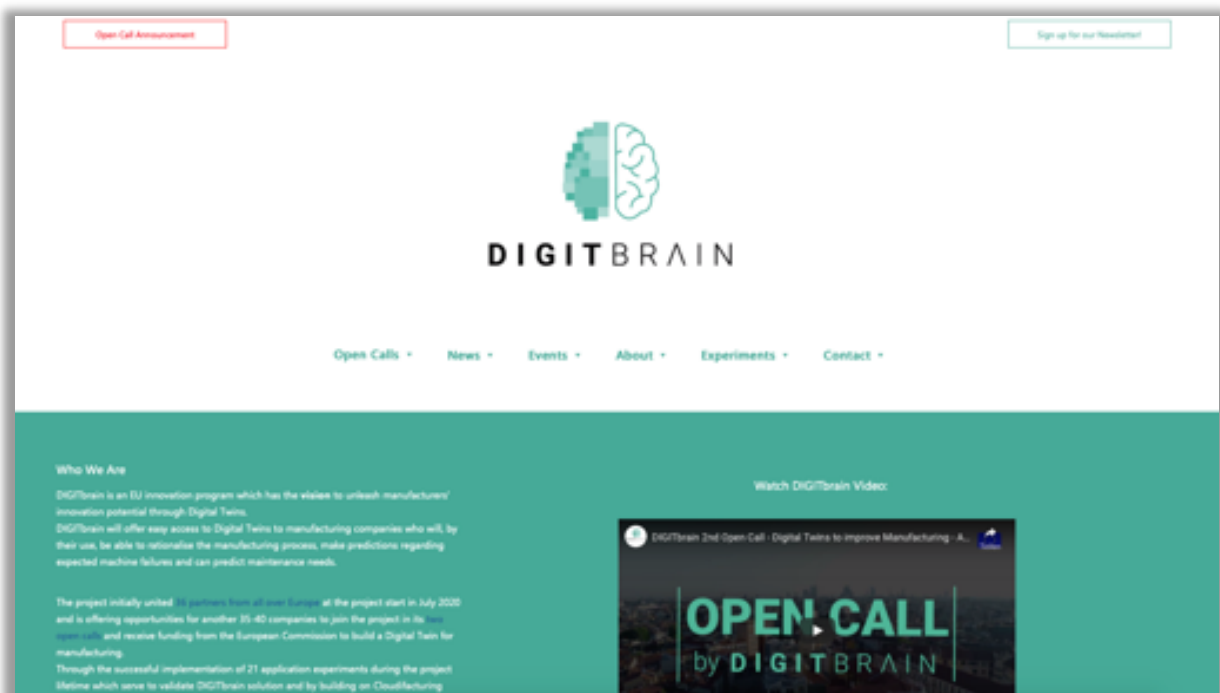 Open Call Announcement
Sign up for our Newsletter!
DIGITBRAIN
Open Calls
News
Events
About
Experiments
Contact
Who We Are
DIGITbrain is an EU innovation program which has the vision to unleash manufacturers'
innovation potential through Digital Twins.
DIGITbrain will offer easy access to Digital Twins to manufacturing companies who will, by
their use, be able to rationalise the manufacturing process, make predictions regarding
expected machine failures and can predict maintenance needs.
The project initially united 36 partners from all over Europe at the project start in July 2020
and is offering opportunities for another 35-40 companies to join the project in its two
open calls and receive funding from the European Commission to build a Digital Twin for
manufacturing.
Through the successful implementation of 21 application experiments during the project
lifetime which serve to validate DIGITbrain solution and by building on Cloudifacturing
Watch DIGITbrain Video:
DIGITbrain 2nd Open Call - Digital Twins to improve Manufacturing - A...
OPEN CALL
by DIGITBRAIN